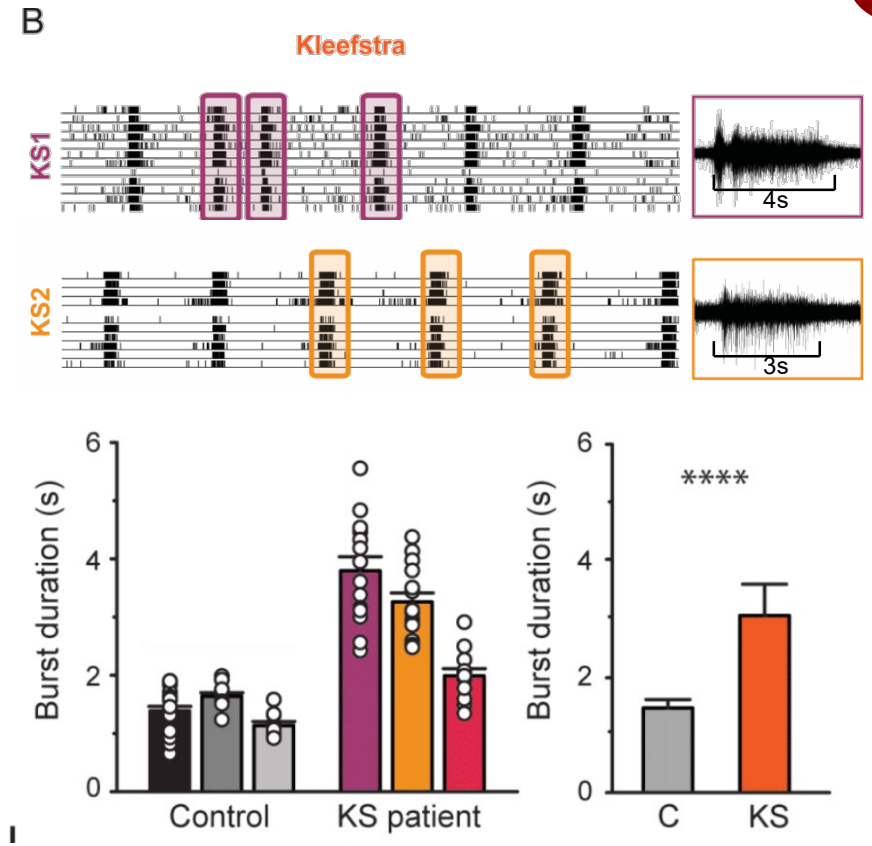 B
Kleefstra
KS1
4s
KS2
3s
Burst duration (s)
6
4
2
0
Control
KS patient
Burst duration (s)
6
4
2
0
****
C
KS